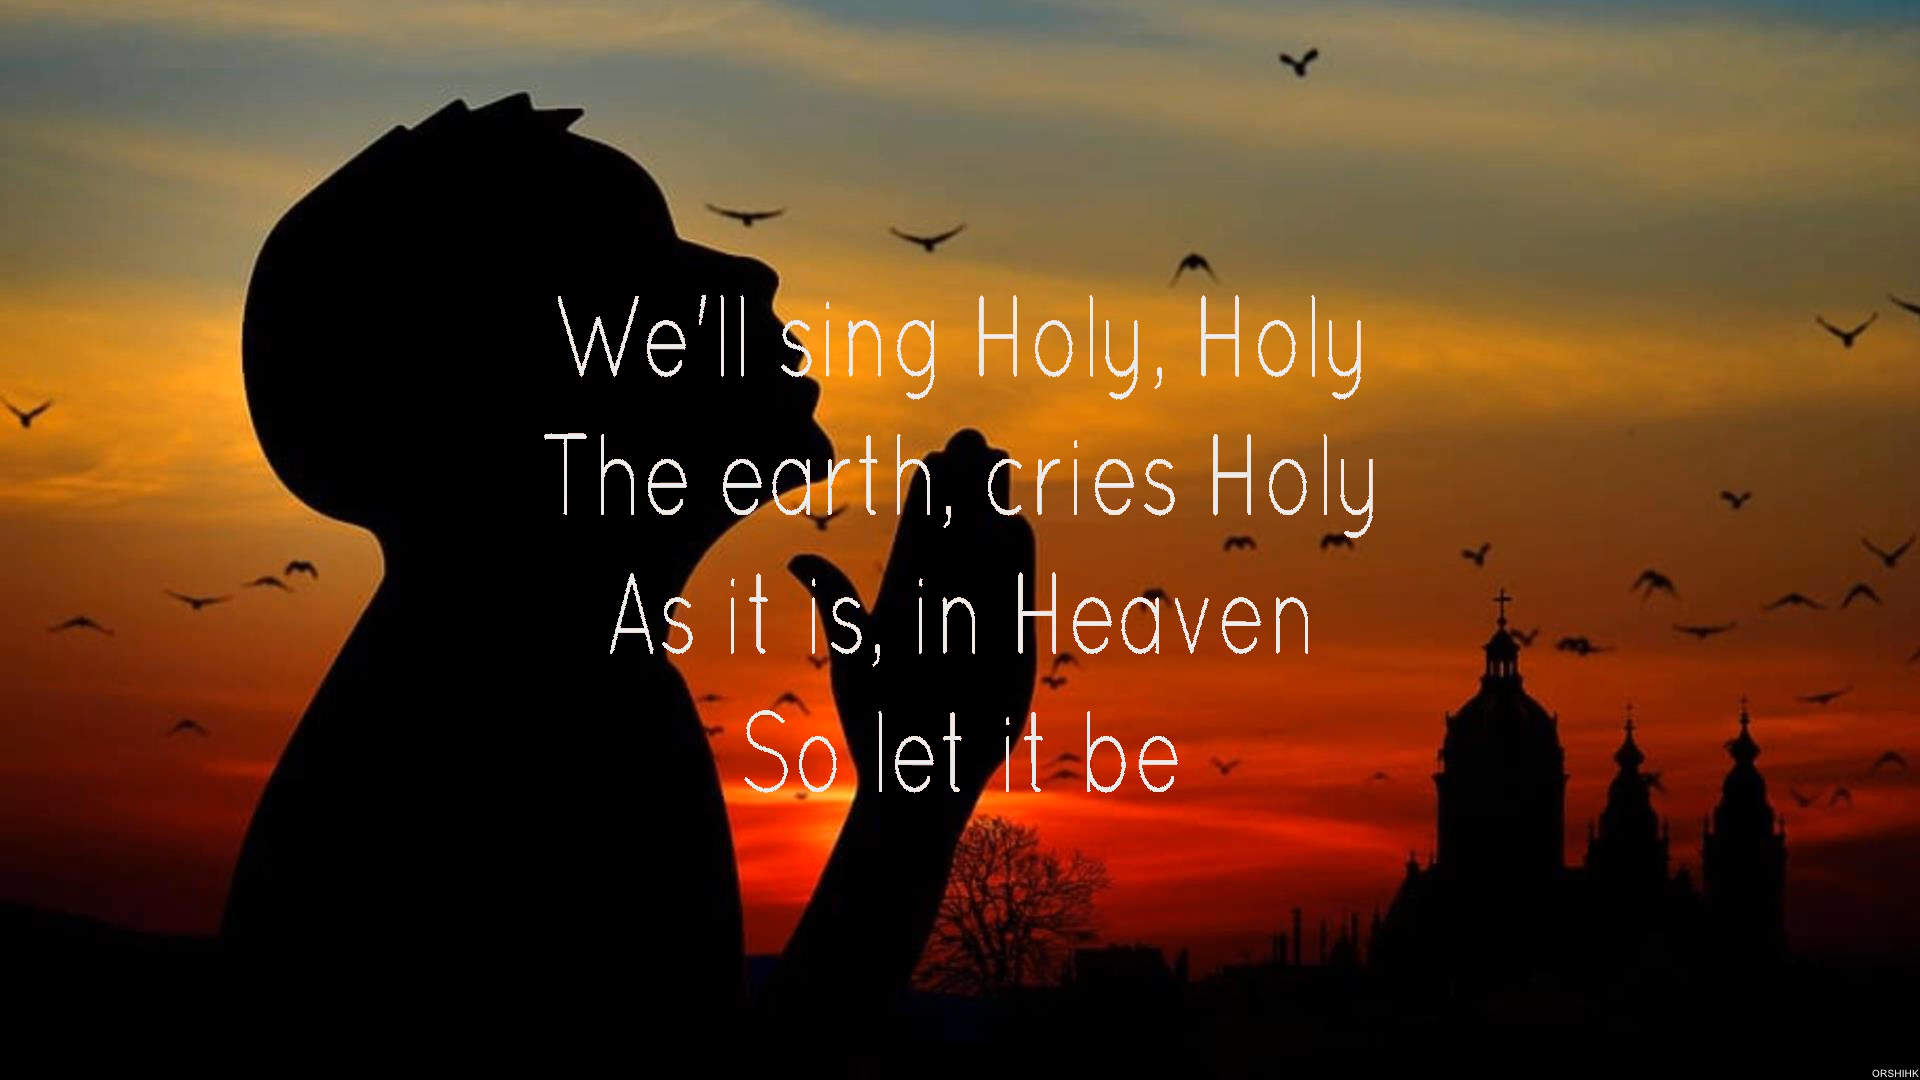 We'll sing Holy, Holy
The earth, cries Holy
As it is, in Heaven
So let it be
ORSHIHK